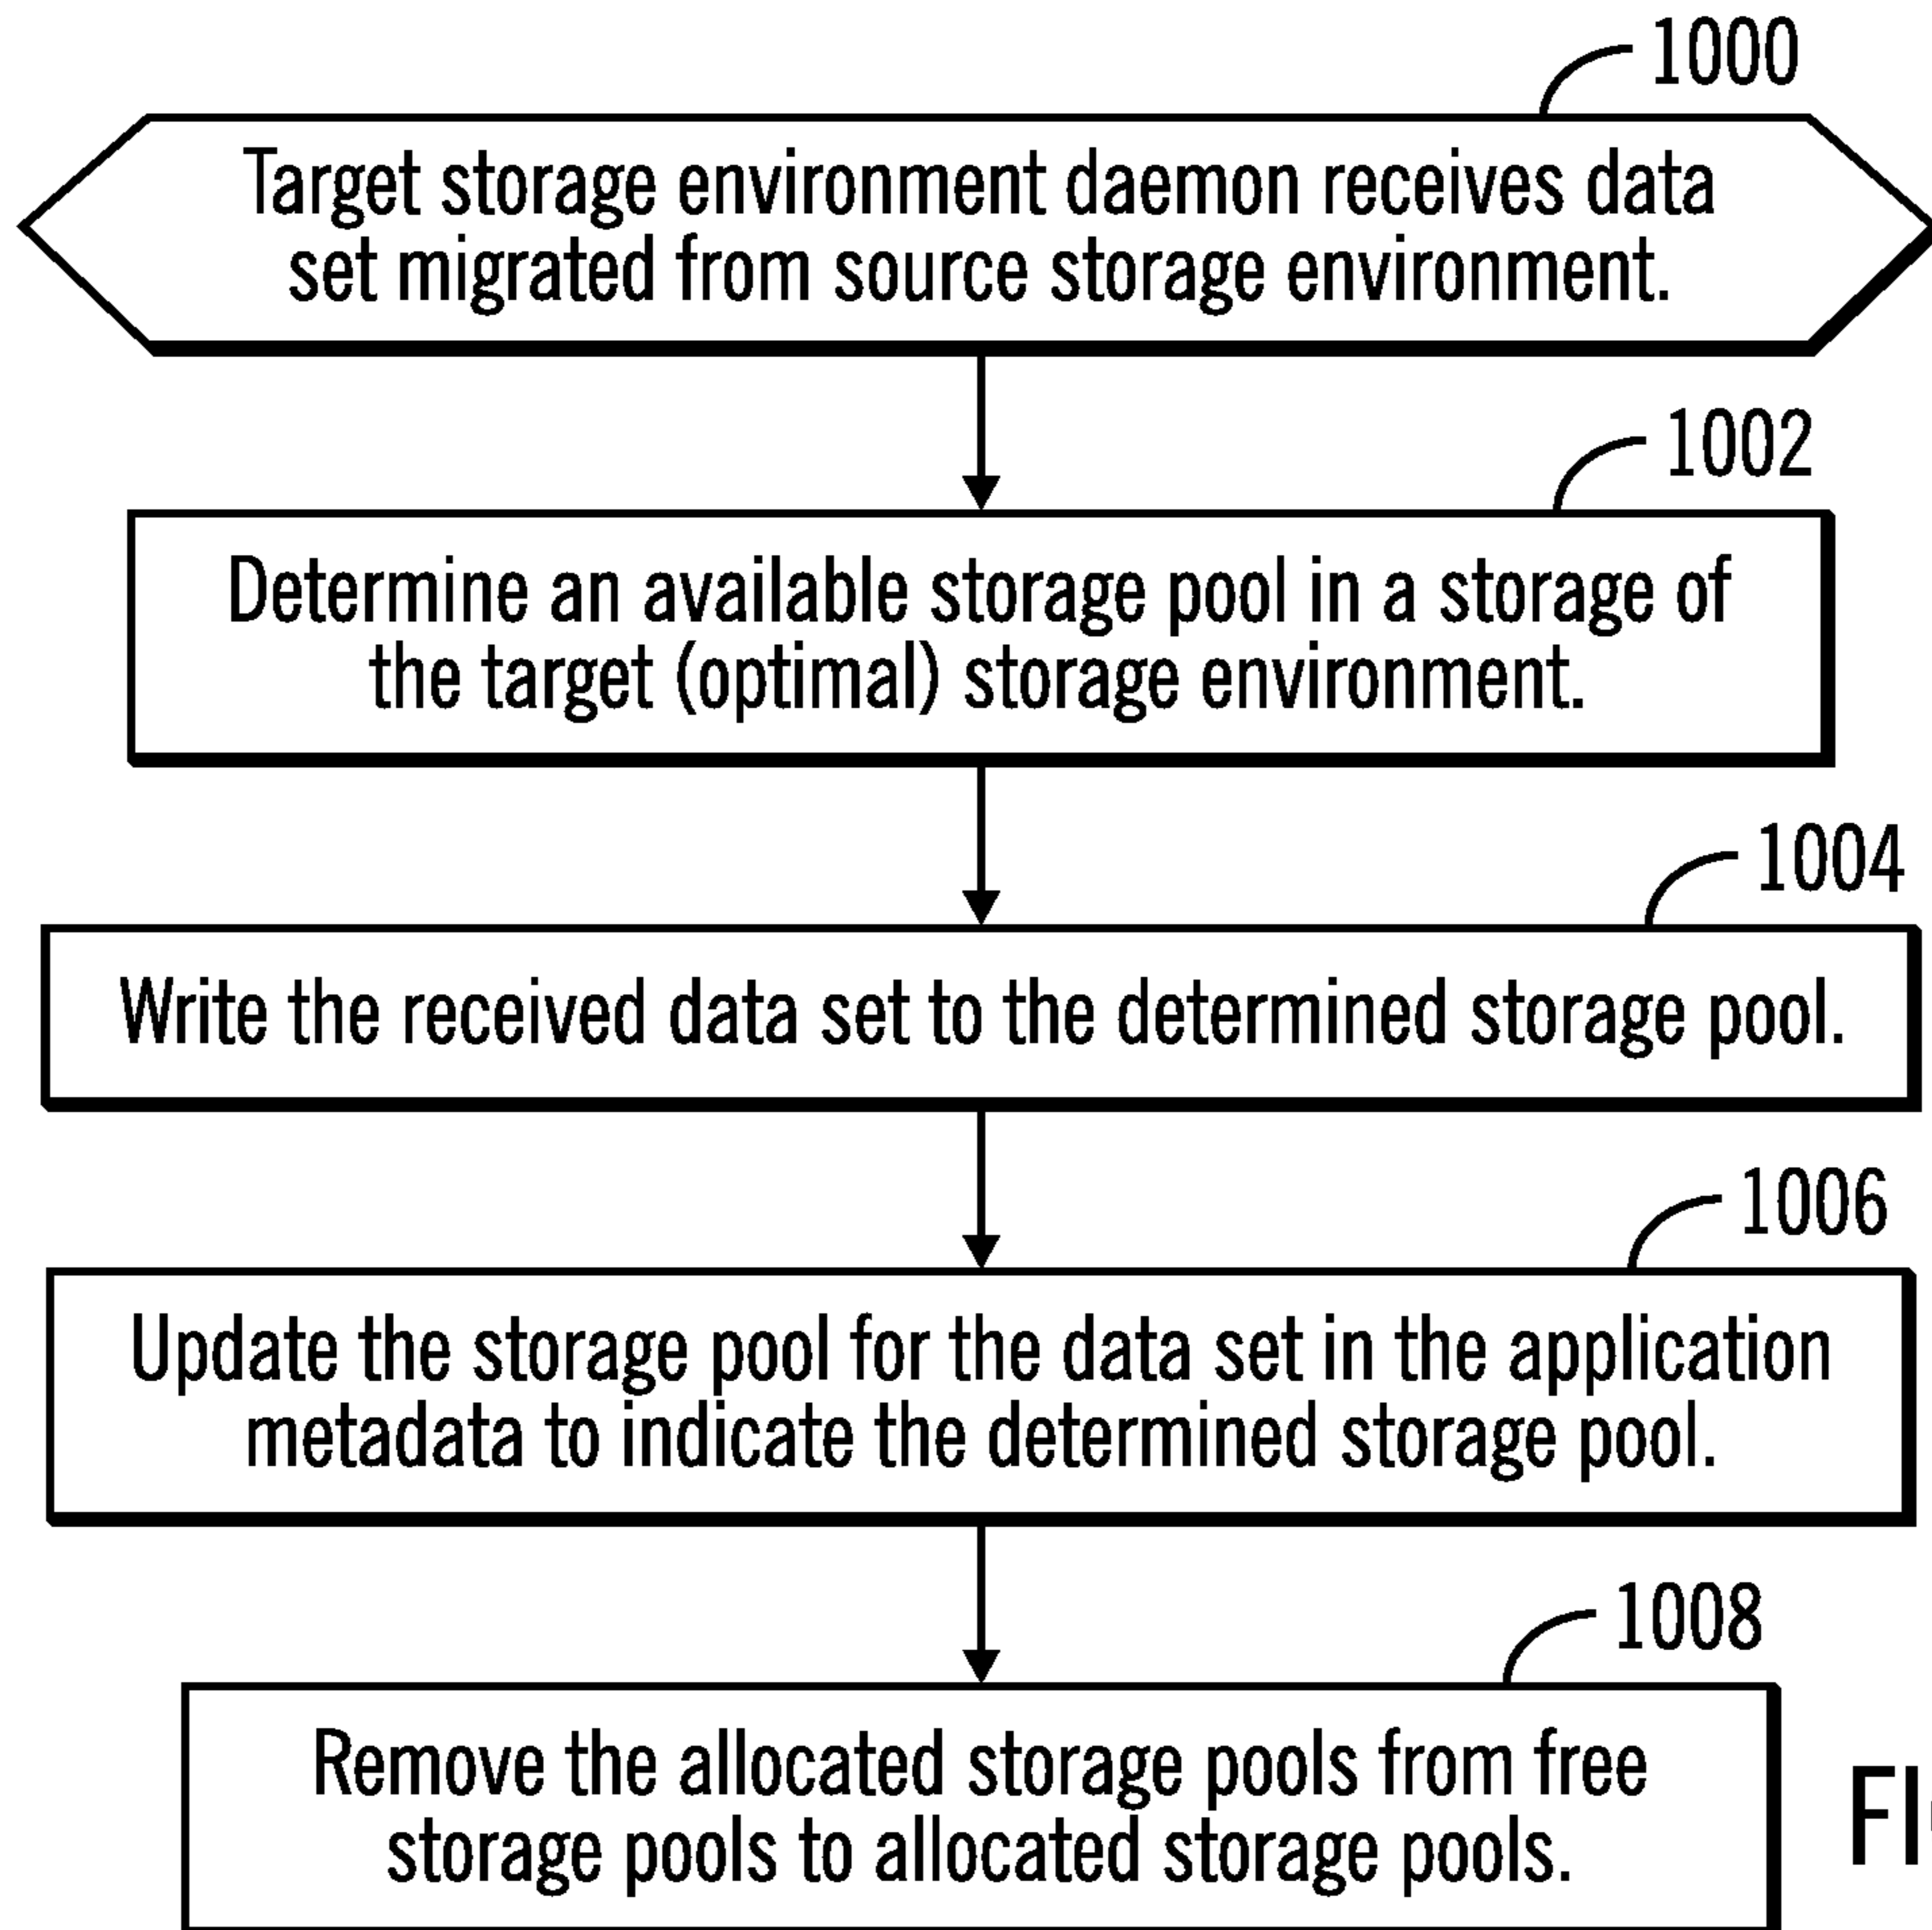 1000
Target storage environment daemon receives data
set migrated from source storage environment.
1002
Determine an available storage pool in a storage of
the target (optimal) storage environment.
1004
Write the received data set to the determined storage pool.
1006
Update the storage pool for the data set in the application
metadata to indicate the determined storage pool.
1008
Remove the allocated storage pools from free
storage pools to allocated storage pools.